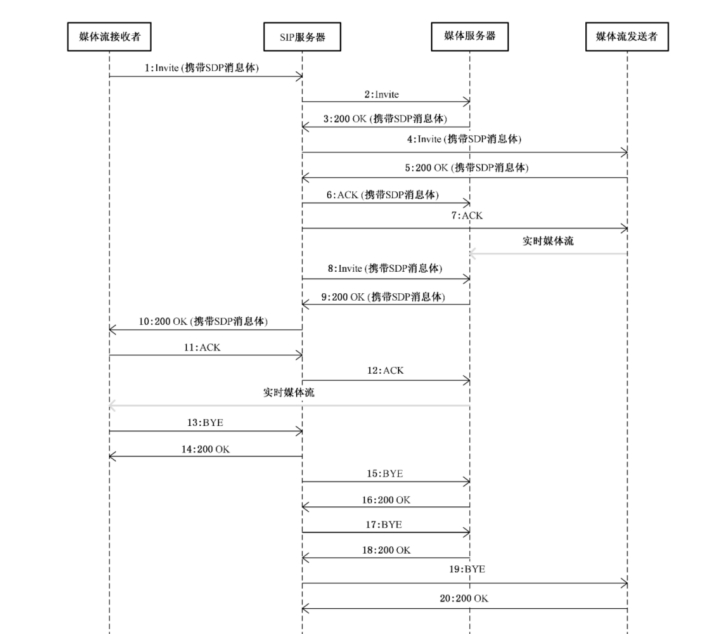 媒体流接收者
SIP服务器
媒体服务器
媒体流发送者
1:Invite (携带SDP消息体)
2:Invite
3:200 OK (携带SDP消息体)
4:Invite (携带SDP消息体)
5:200 OK (携带SDP消息体)
6:ACK (携带SDP消息体)
7:ACK
实时媒体流
8:Invite (携带SDP消息体)
9:200 OK (携带SDP消息体)
10:200 OK (携带SDP消息体)
11:ACK
12:ACK
实时媒体流
13:BYE
14:200 OK
15:BYE
16:200 OK
17:BYE
18:200 OK
19:BYE
20:200 OK